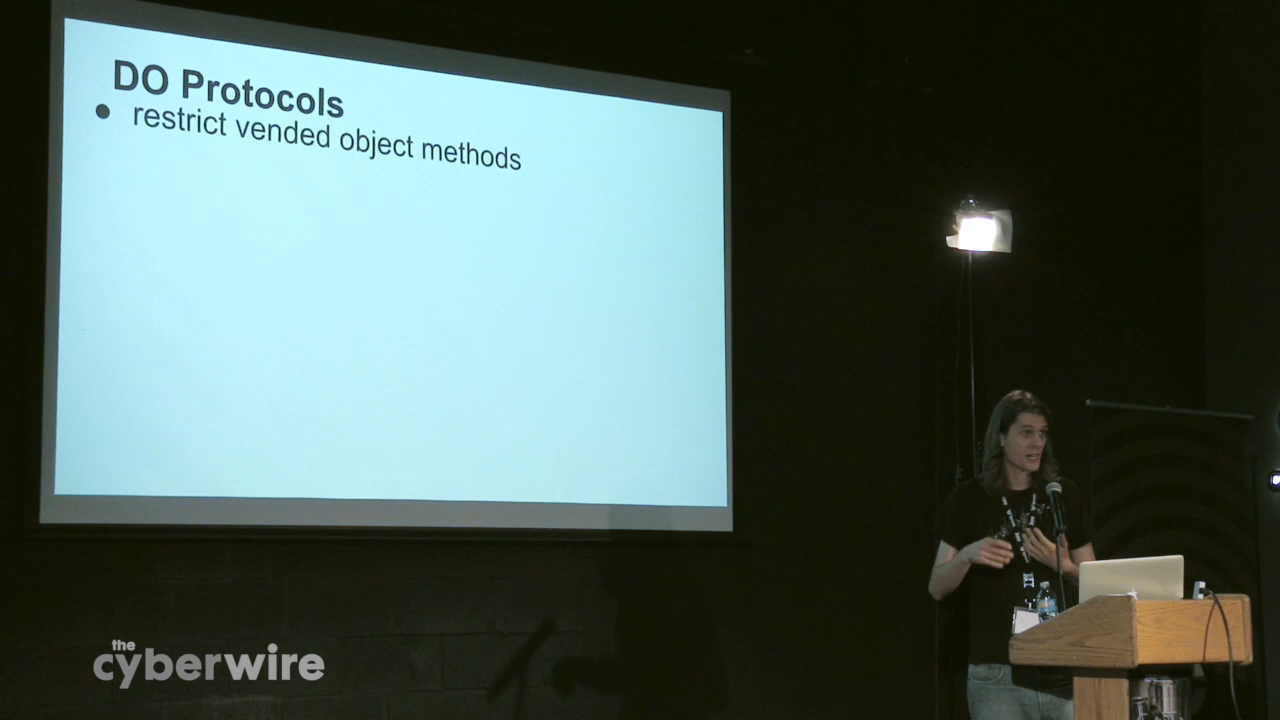 DO Protocols
● restrict vended object methods
the
cyberwire